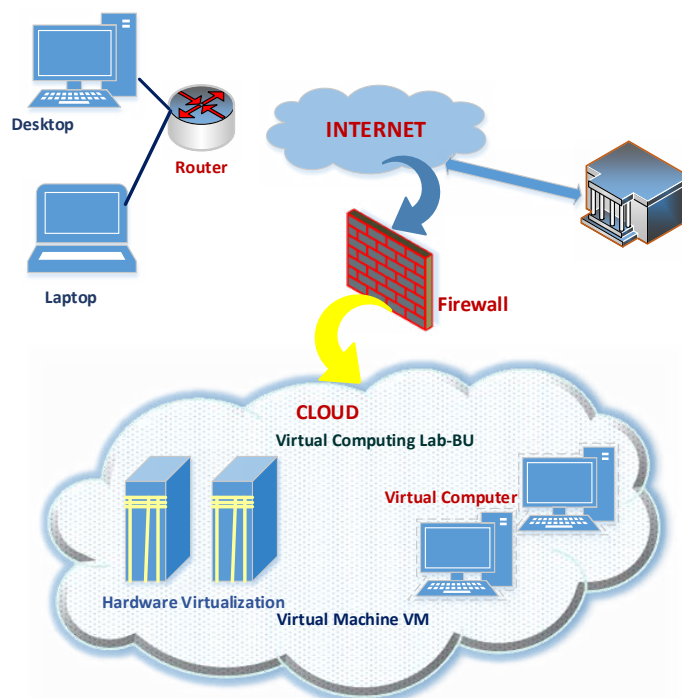 Desktop
INTERNET
Router
Laptop
Firewall
CLOUD
Virtual Computing Lab-BU
Virtual Computer
Hardware Virtualization
Virtual Machine VM